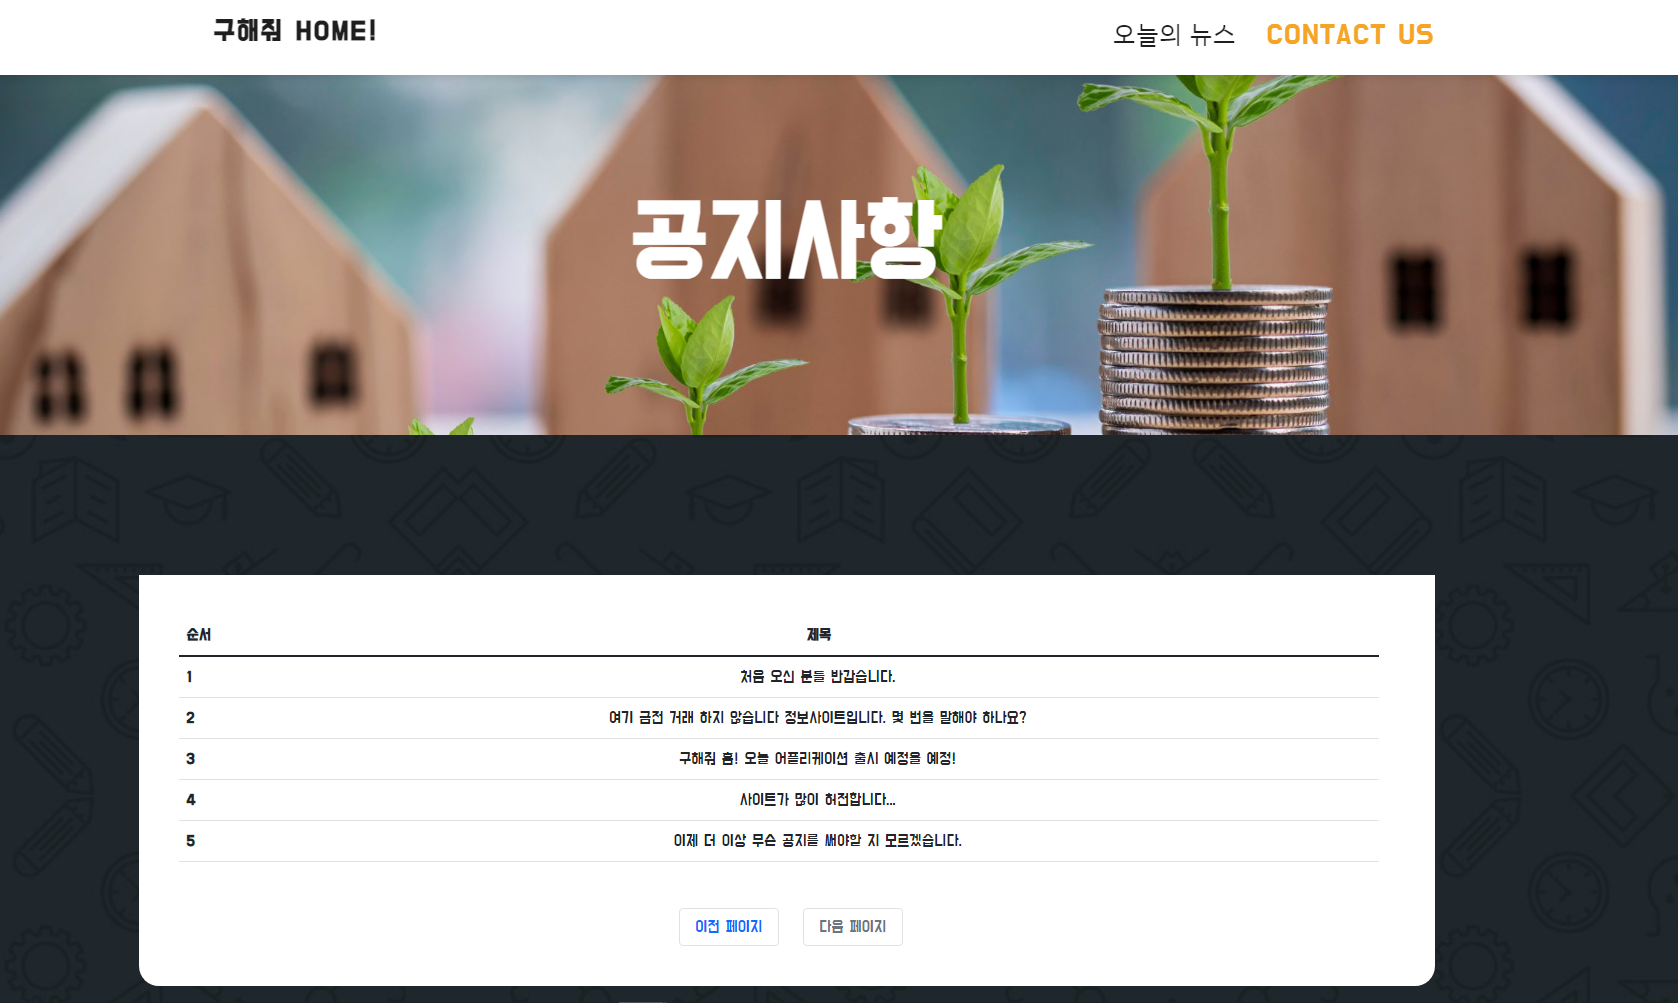 구해줘 HOME!
오늘의 뉴스 CONTACT US
공지사항
순서 제목
1 처음 오신 분들 반갑습니다.
2 여기 금전 거래 하지 않습니다 정보사이트입니다. 몇 번을 말해야 하나요?
3 구해줘 홈! 오늘 어플리케이션 출시 예정을 예정!
4 사이트가 많이 허전합니다...
5 이제 더 이상 무슨 공지를 써야할 지 모르겠습니다.
이전 페이지 다음 페이지